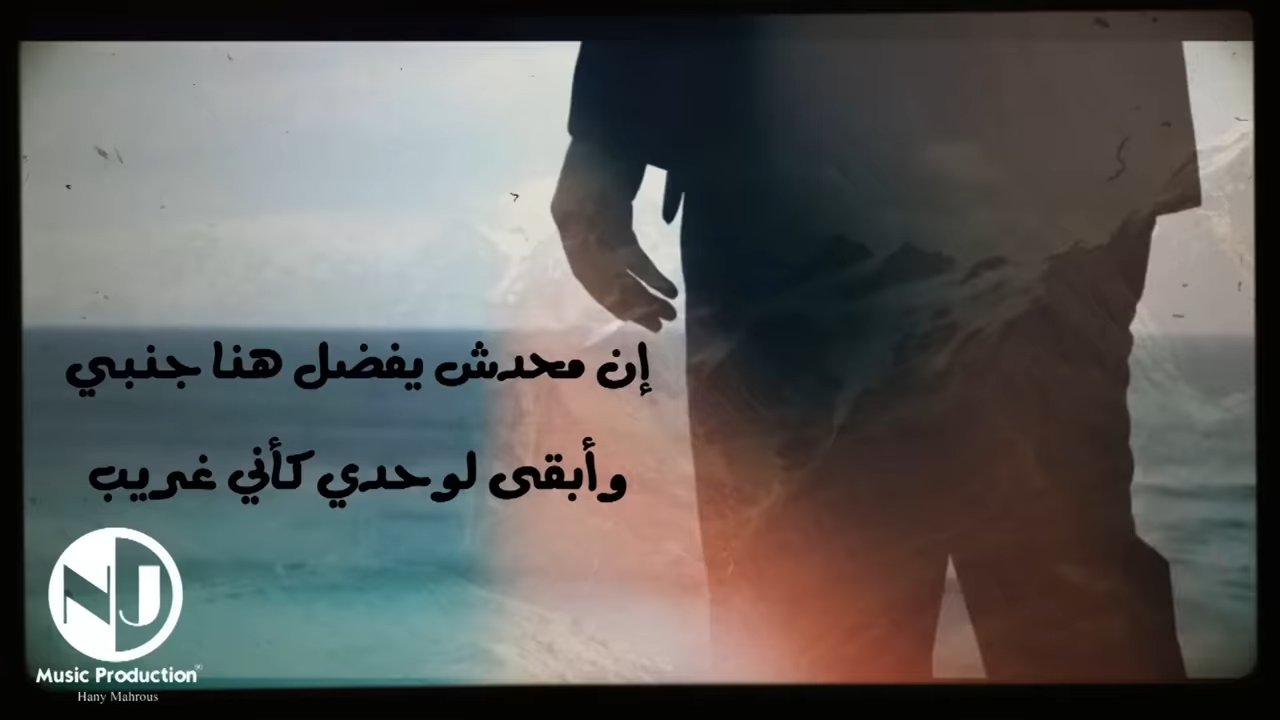 إن محدش يفضل هنا جنبي
وأبقى لوحدي كأني غريب
NJ
Music Production
Hany Mahrous